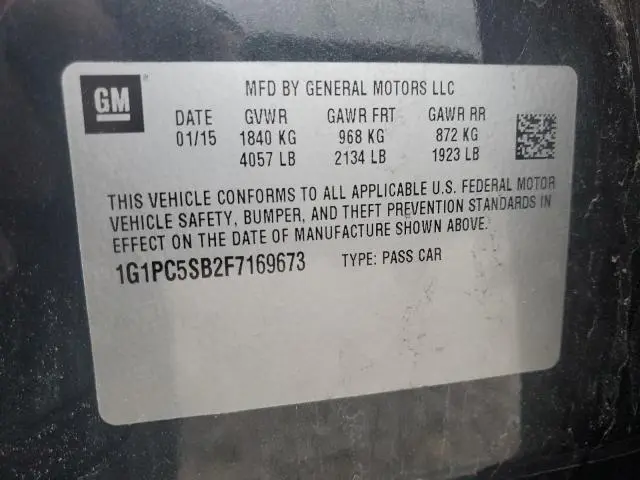 GM
MFD BY GENERAL MOTORS LLC
DATE GVWR GAWR FRT GAWR RR
01/15 1840 KG 968 KG 872 KG
4057 LB 2134 LB 1923 LB
THIS VEHICLE CONFORMS TO ALL APPLICABLE U.S. FEDERAL MOTOR
VEHICLE SAFETY, BUMPER, AND THEFT PREVENTION STANDARDS IN
EFFECT ON THE DATE OF MANUFACTURE SHOWN ABOVE.
1G1PC5SB2F7169673 TYPE: PASS CAR